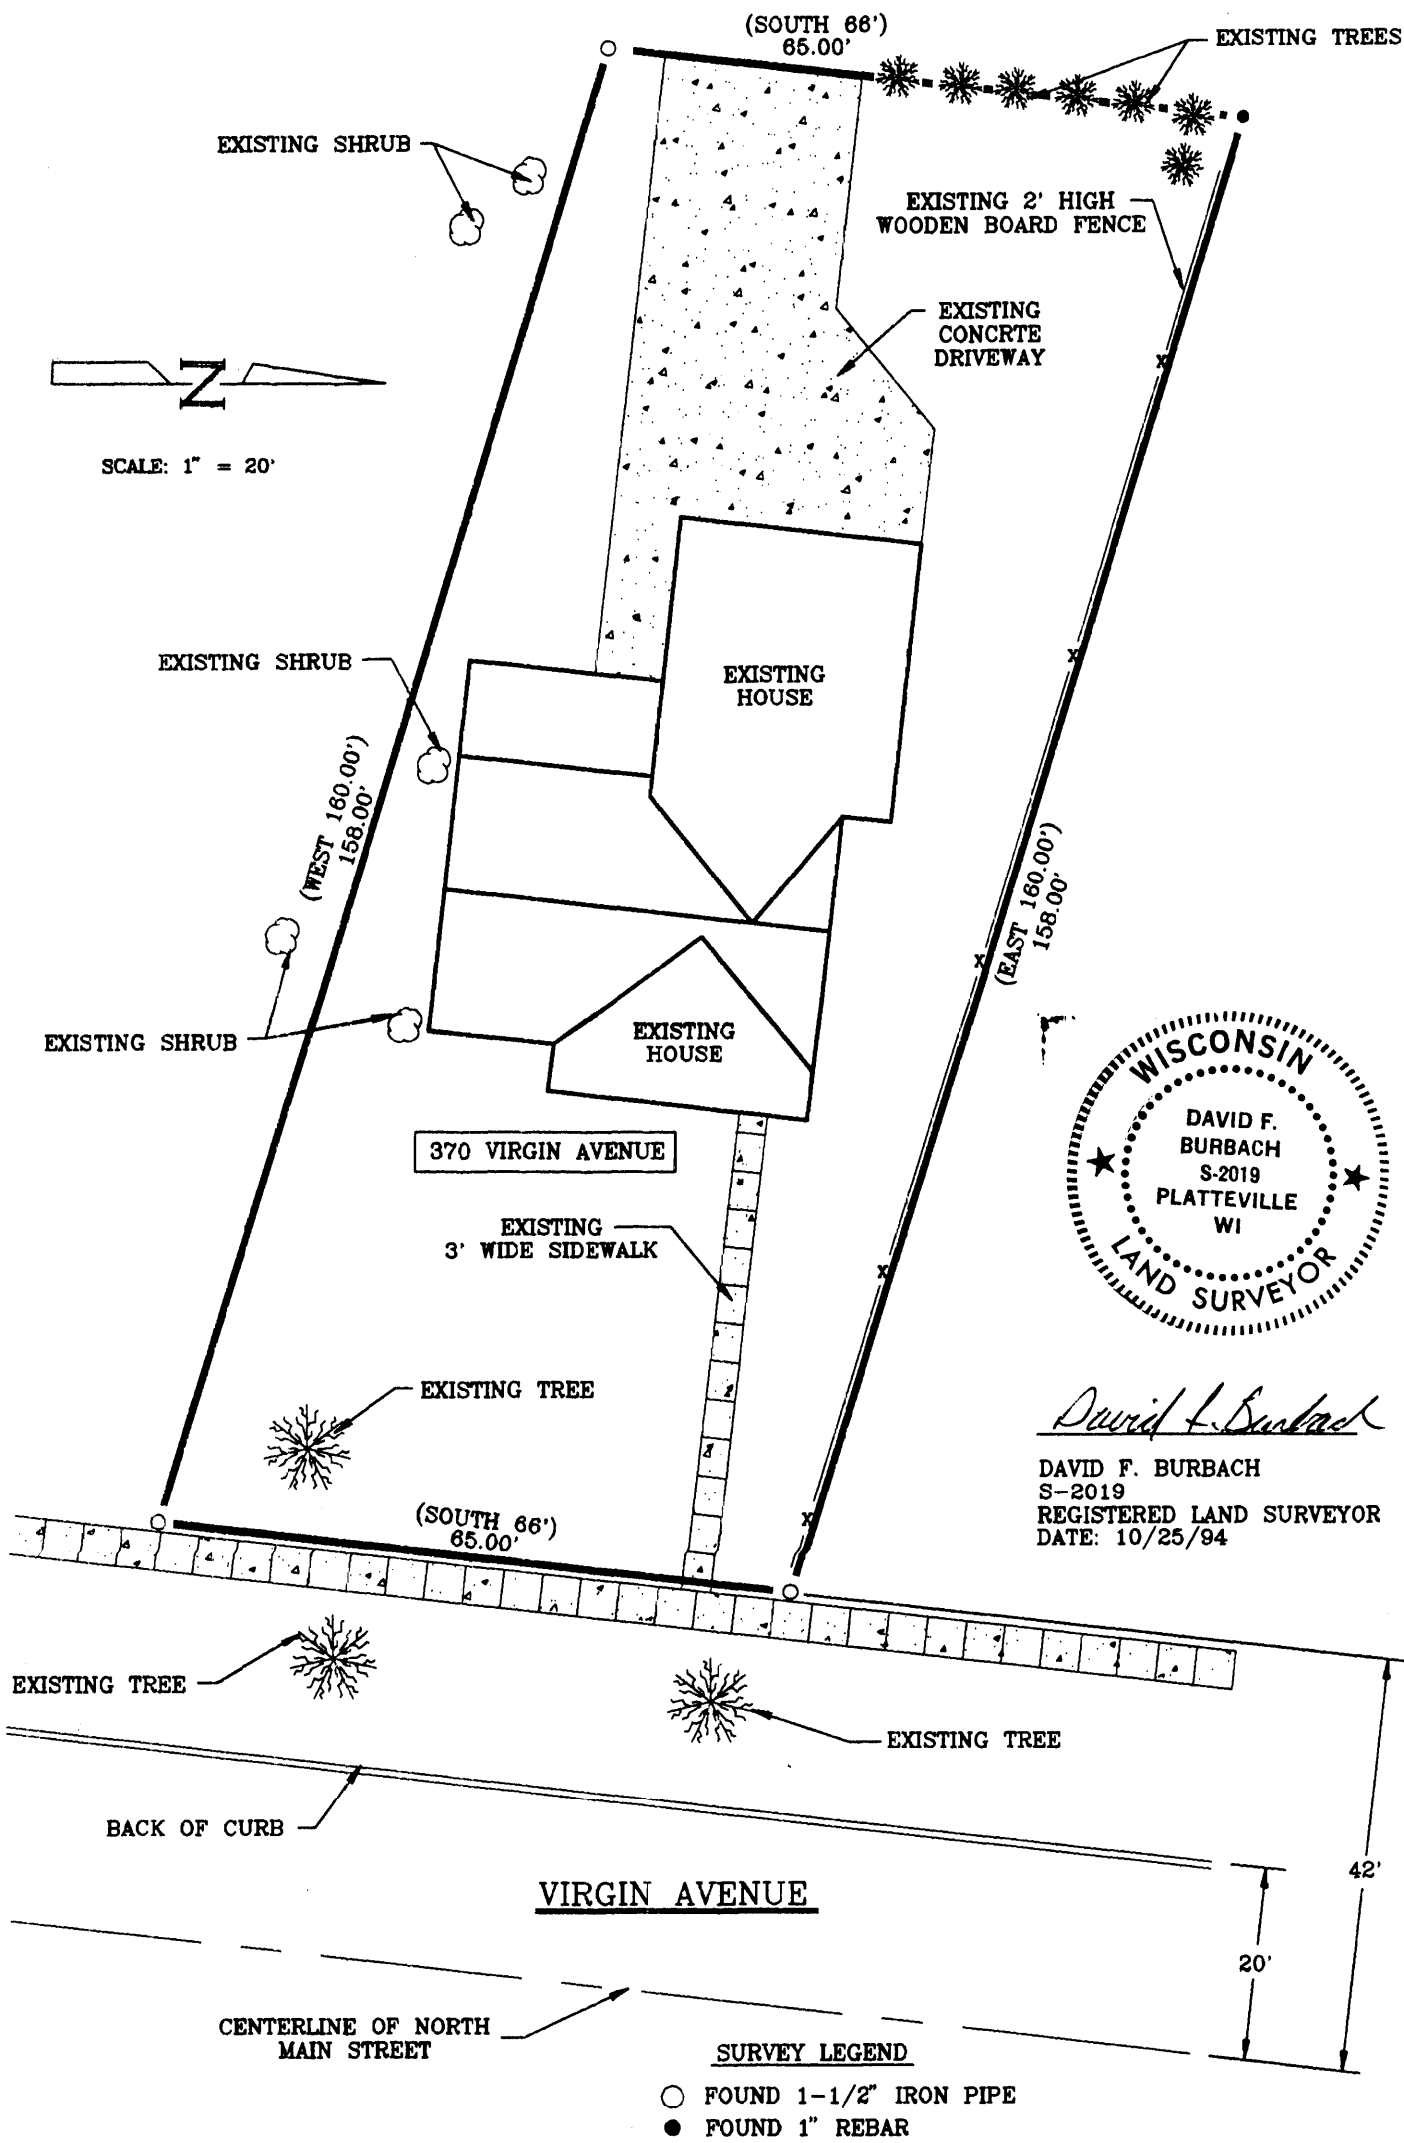 (SOUTH 66')
65.00'
EXISTING TREES
EXISTING SHRUB
EXISTING 2' HIGH
WOODEN BOARD FENCE
EXISTING
CONCRTE
DRIVEWAY
N
SCALE: 1" = 20'
EXISTING SHRUB
EXISTING
HOUSE
(WEST 160.00')
158.00'
(EAST 160.00')
158.00'
X
X
X
X
X
EXISTING SHRUB
EXISTING
HOUSE
370 VIRGIN AVENUE
EXISTING
3' WIDE SIDEWALK
WISCONSIN
DAVID F.
BURBACH
S-2019
PLATTEVILLE
WI
LAND SURVEYOR
EXISTING TREE
David F. Burbach
DAVID F. BURBACH
S-2019
REGISTERED LAND SURVEYOR
DATE: 10/25/94
(SOUTH 66')
65.00'
EXISTING TREE
EXISTING TREE
BACK OF CURB
VIRGIN AVENUE
42'
20'
CENTERLINE OF NORTH
MAIN STREET
SURVEY LEGEND
FOUND 1-1/2" IRON PIPE
FOUND 1" REBAR